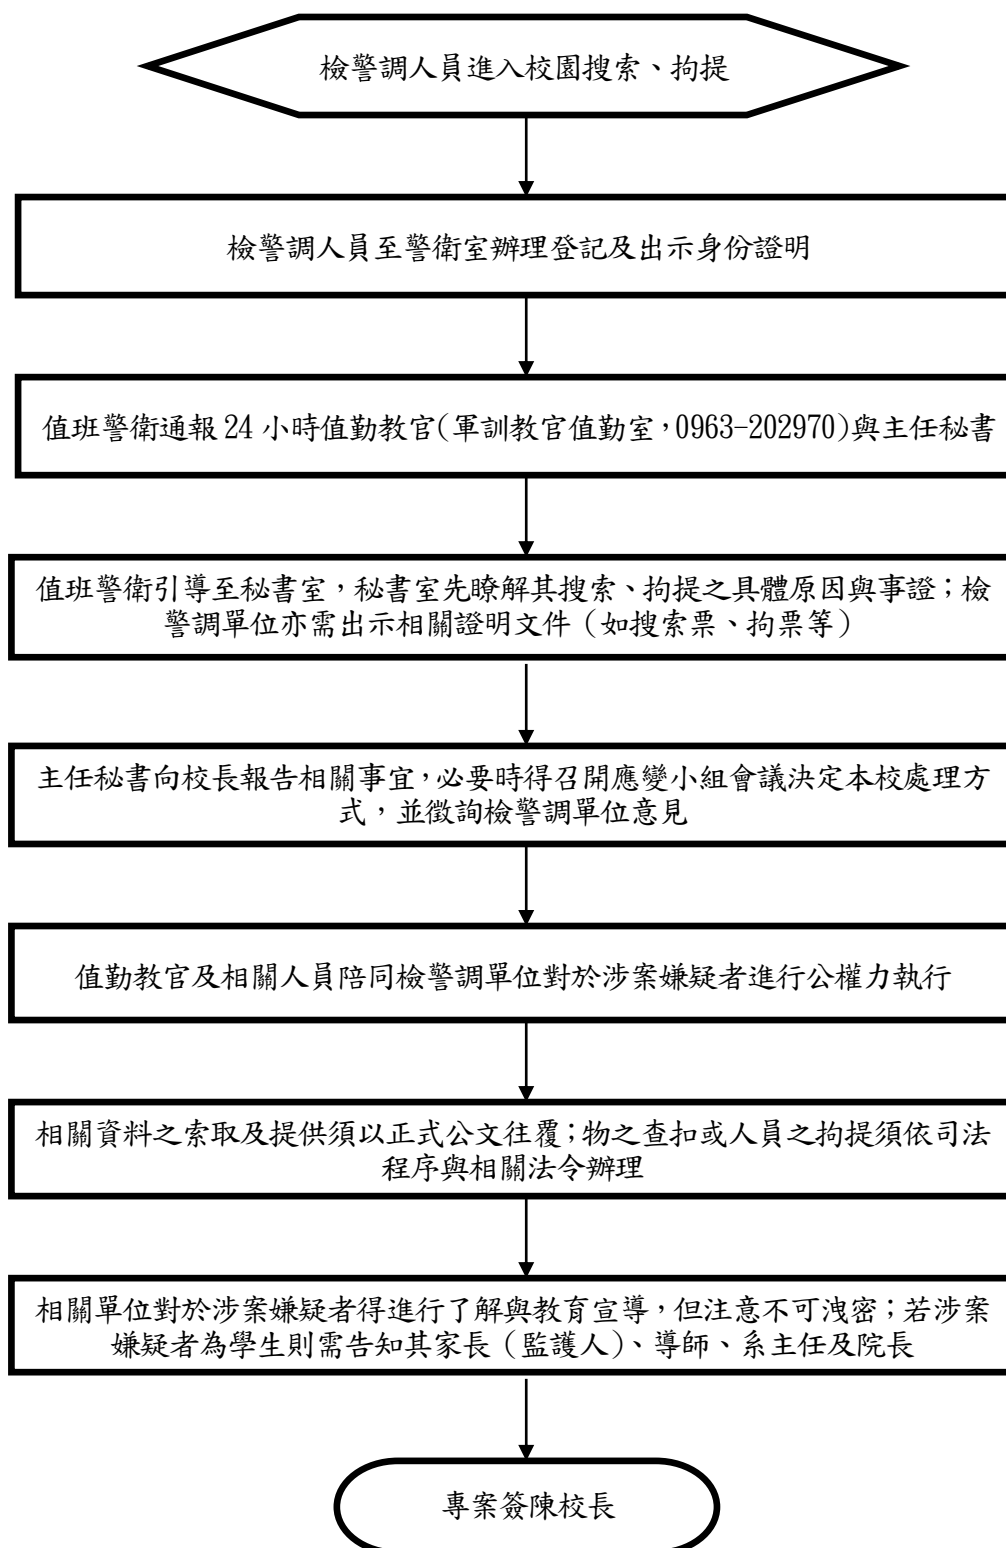 檢警調人員進入校園搜索、拘提
檢警調人員至警衛室辦理登記及出示身份證明
值班警衛通報 24 小時值勤教官(軍訓教官值勤室，0963-202970)與主任秘書
值班警衛引導至秘書室，秘書室先瞭解其搜索、拘提之具體原因與事證；檢
警調單位亦需出示相關證明文件（如搜索票、拘票等）
主任秘書向校長報告相關事宜，必要時得召開應變小組會議決定本校處理方
式，並徵詢檢警調單位意見
值勤教官及相關人員陪同檢警調單位對於涉案嫌疑者進行公權力執行
相關資料之索取及提供須以正式公文往覆；物之查扣或人員之拘提須依司法
程序與相關法令辦理
相關單位對於涉案嫌疑者得進行了解與教育宣導，但注意不可洩密；若涉案
嫌疑者為學生則需告知其家長（監護人）、導師、系主任及院長
專案簽陳校長